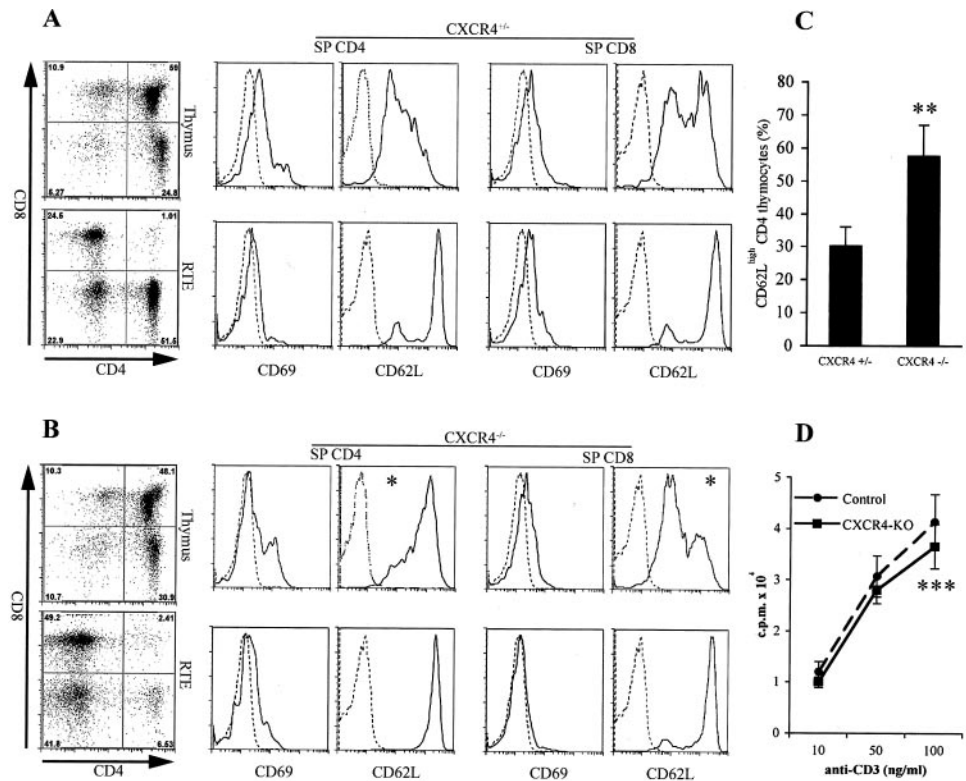 A
CXCR4+/-
SP CD4
SP CD8
10.9
50
5.27
24.8
Thymus
24.6
1.01
22.9
51.5
RTE
CD8
CD4
CD69
CD62L
CD69
CD62L
B
CXCR4-/-
SP CD4
SP CD8
10.3
48.1
10.7
30.9
Thymus
*
*
49.2
2.41
41.8
6.53
RTE
CD8
CD4
CD69
CD62L
CD69
CD62L
C
CD62Lhigh CD4 thymocytes (%)
80
70
60
50
40
30
20
10
0
**
CXCR4 +/-
CXCR4 -/-
D
c.p.m. x 10⁴
5
4
3
2
1
0
Control
CXCR4-KO
***
10
50
100
anti-CD3 (ng/ml)